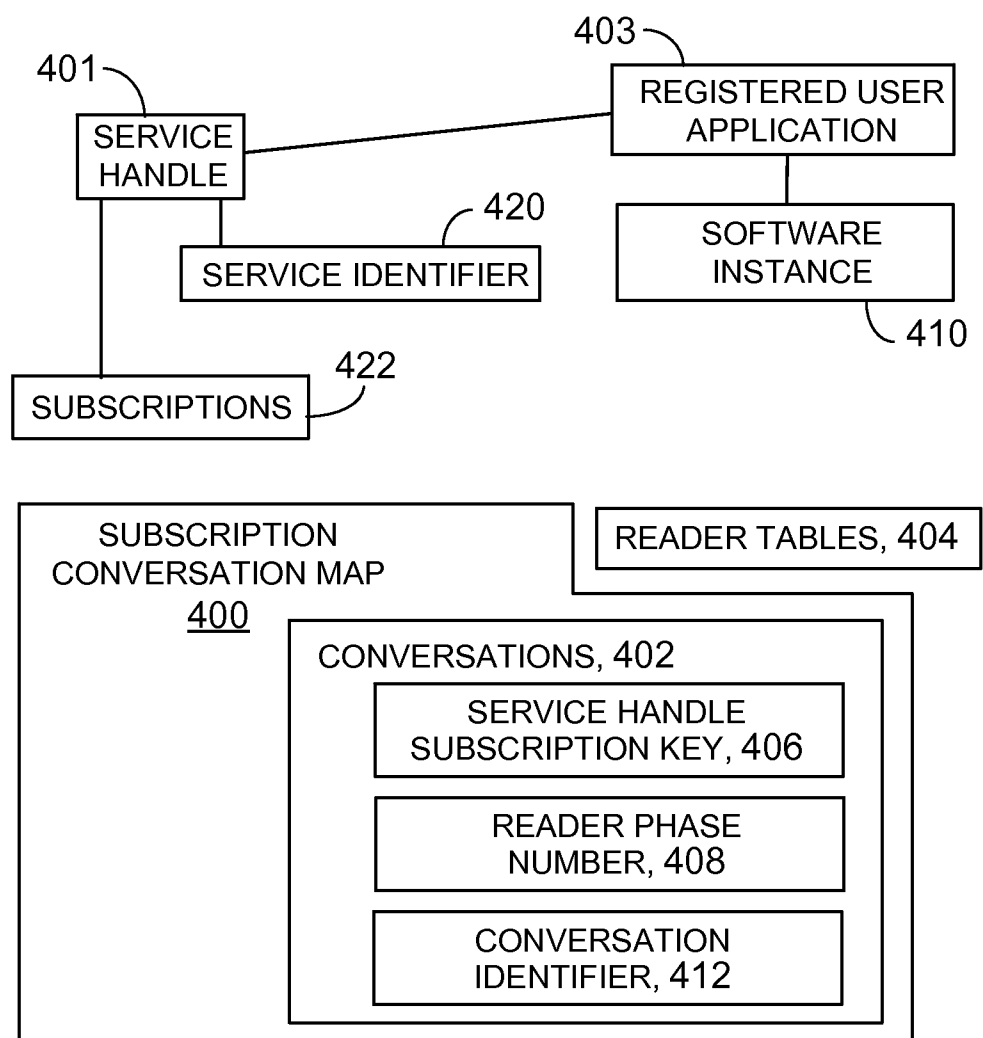 401
SERVICE
HANDLE
403
REGISTERED USER
APPLICATION
420
SERVICE IDENTIFIER
SOFTWARE
INSTANCE
410
422
SUBSCRIPTIONS
SUBSCRIPTION
CONVERSATION MAP
400
READER TABLES, 404
CONVERSATIONS, 402
SERVICE HANDLE
SUBSCRIPTION KEY, 406
READER PHASE
NUMBER, 408
CONVERSATION
IDENTIFIER, 412